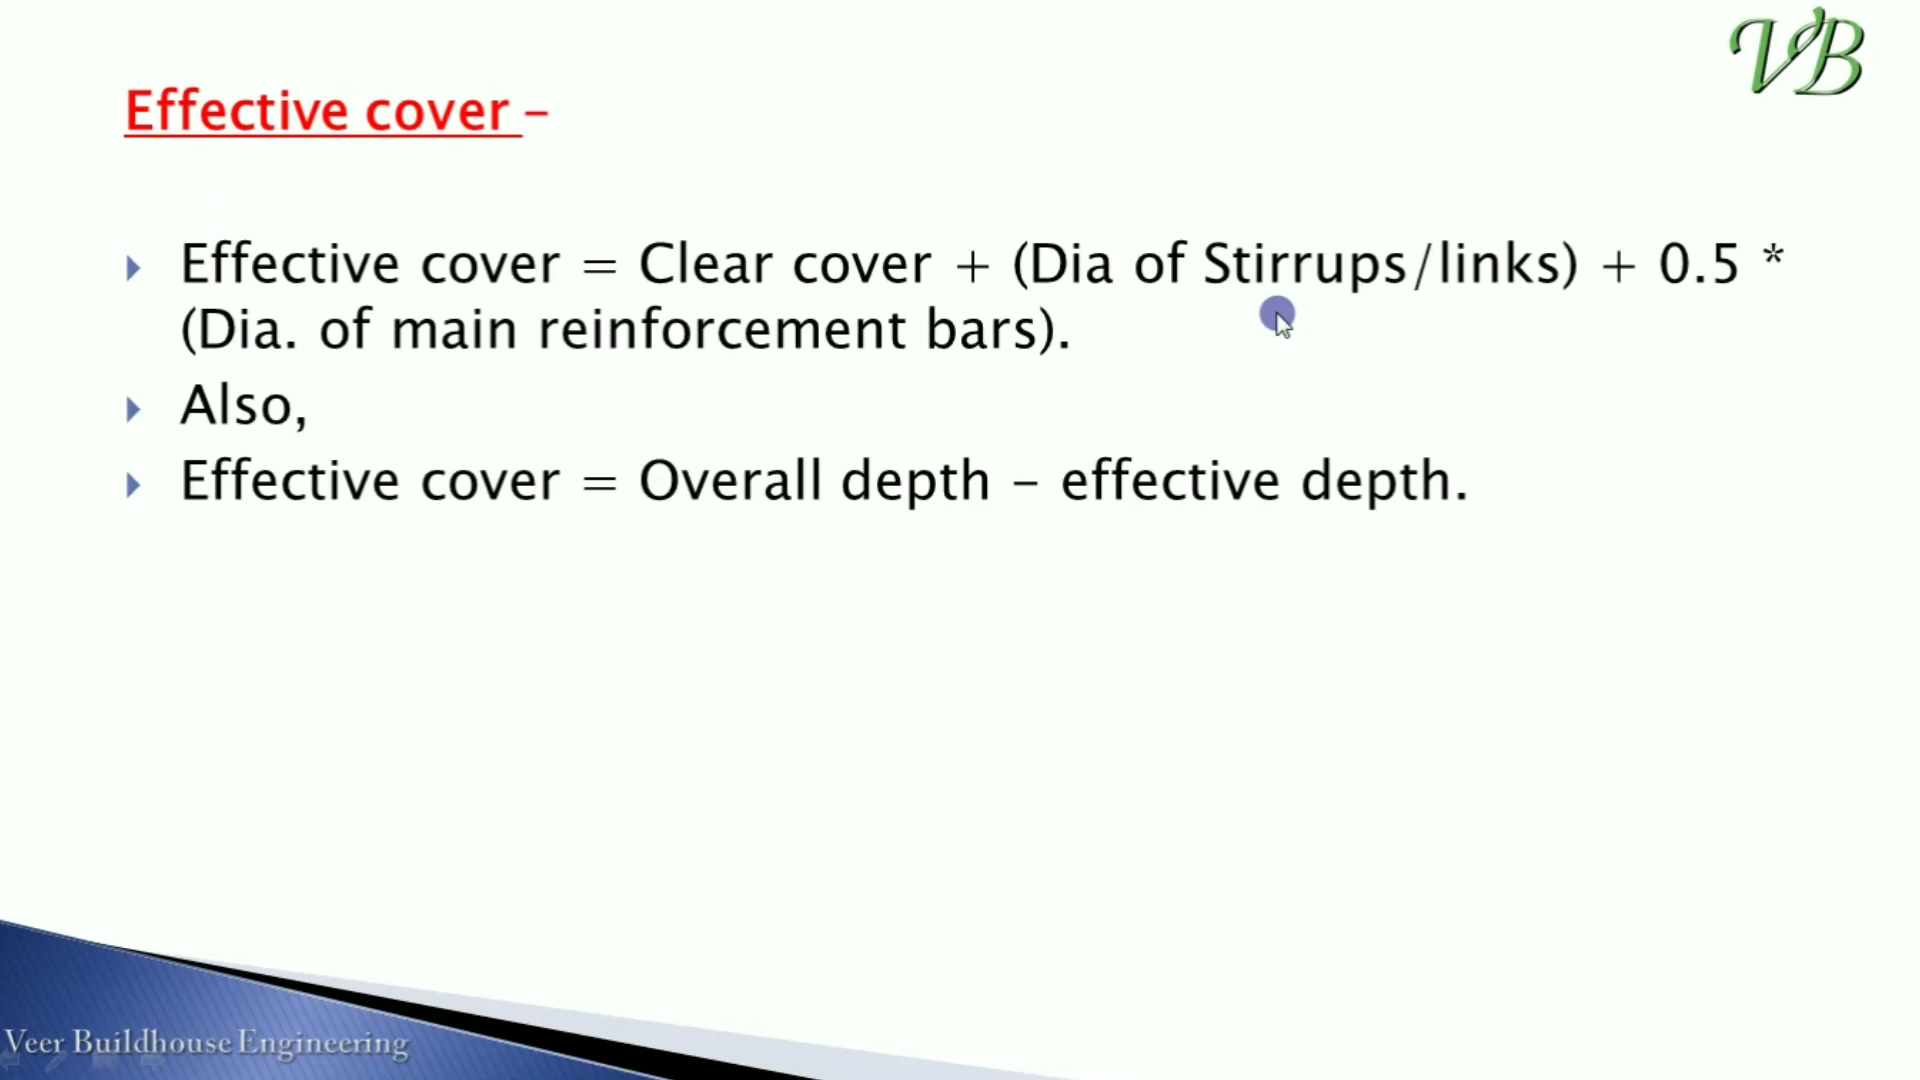 VB
Effective cover –
Effective cover = Clear cover + (Dia of Stirrups/links) + 0.5 *
(Dia. of main reinforcement bars).
Also,
Effective cover = Overall depth – effective depth.
Veer Buildhouse Engineering